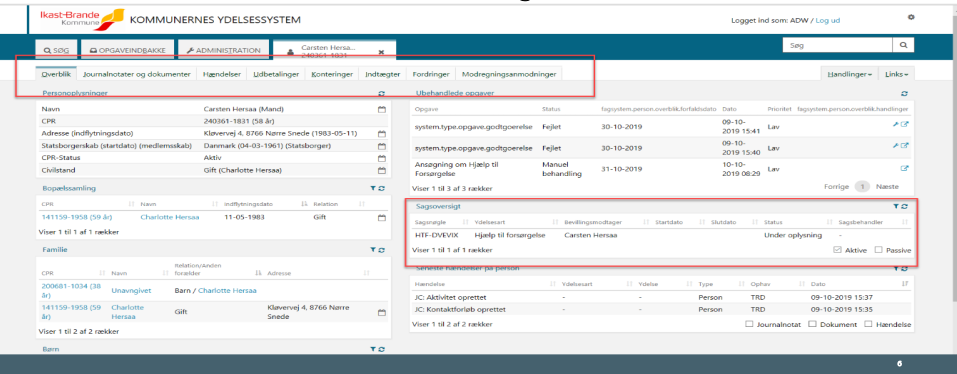 Ikast-Brande
Kommune
KOMMUNERNES YDELSESSYSTEM
Logget ind som: ADW / Log ud
SØG
OPGAVEINDBAKKE
ADMINISTRATION
Carsten Hersa...
240361-1831
Søg
Overblik Journalnotater og dokumenter Hændelser Udbetalinger Konteringer Indtægter Fordringer Modregningsanmodninger Handlinger Links
Personoplysninger
Navn Carsten Hersaa (Mand)
CPR 240361-1831 (58 år)
Adresse (indflytningsdato) Kløvervej 4, 8766 Nørre Snede (1983-05-11)
Statsborgerskab (startdato) (medlemsskab) Danmark (04-03-1961) (Statsborger)
CPR-Status Aktiv
Civilstand Gift (Charlotte Hersaa)
Bopælssamling
CPR Navn Indflytningsdato Relation
141159-1958 (59 år) Charlotte Hersaa 11-05-1983 Gift
Viser 1 til 1 af 1 rækker
Familie
CPR Navn Relation/Anden forælder Adresse
200681-1034 (38 år) Unavngivet Barn / Charlotte Hersaa
141159-1958 (59 år) Charlotte Hersaa Gift Kløvervej 4, 8766 Nørre Snede
Viser 1 til 2 af 2 rækker
Børn
Ubehandlede opgaver
Opgave Status fagsystem.person.overblik.forfaldsdato Dato Prioritet fagsystem.person.overblik.handlinger
system.type.opgave.godtgoerelse Fejlet 30-10-2019 09-10-2019 15:41 Lav
system.type.opgave.godtgoerelse Fejlet 30-10-2019 09-10-2019 15:40 Lav
Ansøgning om Hjælp til Forsørgelse Manuel behandling 31-10-2019 10-10-2019 08:29 Lav
Viser 1 til 3 af 3 rækker Forrige 1 Næste
Sagsoversigt
Sagsnøgle Ydelsesart Bevillingsmodtager Startdato Slutdato Status Sagsbehandler
HTF-DVEVIX Hjælp til forsørgelse Carsten Hersaa Under oplysning -
Viser 1 til 1 af 1 rækker Aktive Passive
Seneste hændelser på person
Hændelse Ydelsesart Ydelse Type Ophav Dato
JC: Aktivitet oprettet - - Person TRD 09-10-2019 15:37
JC: Kontaktforløb oprettet - - Person TRD 09-10-2019 15:35
Viser 1 til 2 af 2 rækker Journalnotat Dokument Hændelse
6